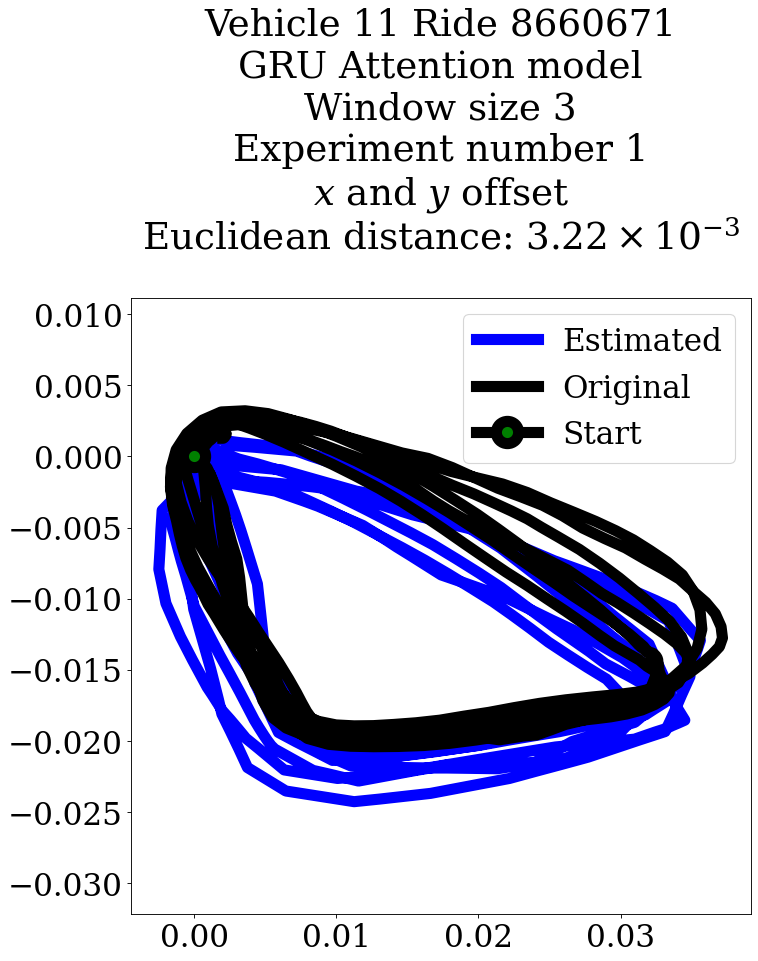 Vehicle 11 Ride 8660671
GRU Attention model
Window size 3
Experiment number 1
x and y offset
Euclidean distance: 3.22 × 10⁻³
Estimated
Original
Start
0.010
0.005
0.000
−0.005
−0.010
−0.015
−0.020
−0.025
−0.030
0.00 0.01 0.02 0.03